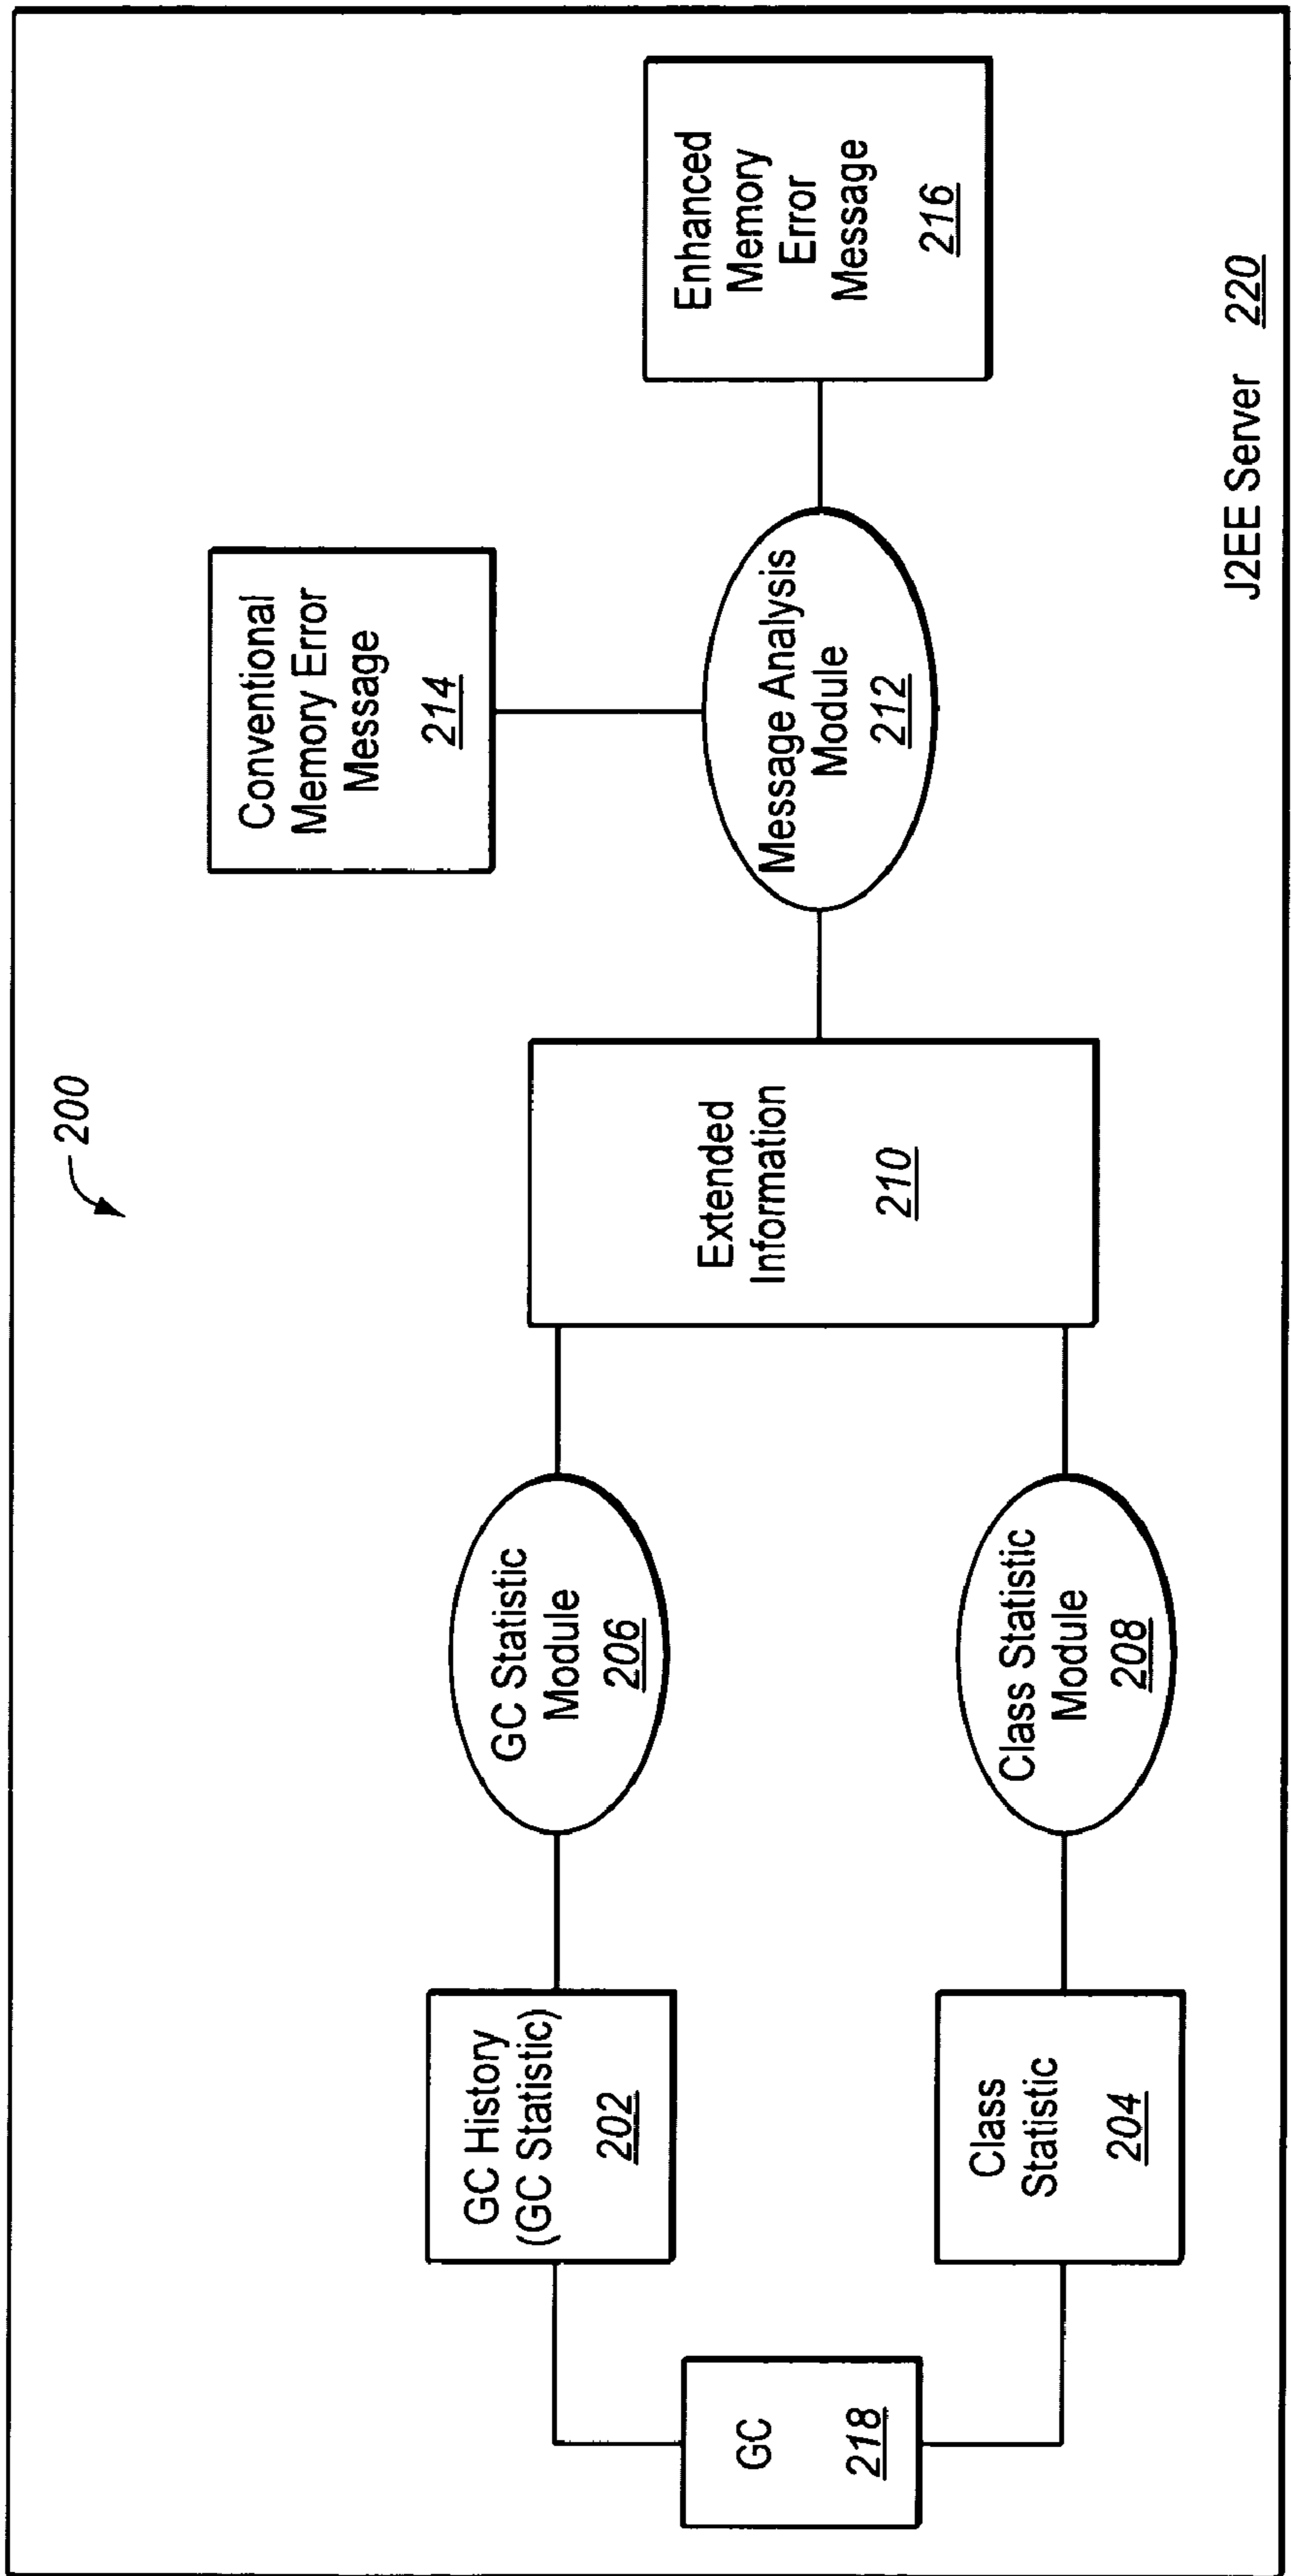 200
GC
218
GC History
(GC Statistic)
202
Class
Statistic
204
GC Statistic
Module
206
Class Statistic
Module
208
Extended
Information
210
Conventional
Memory Error
Message
214
Message Analysis
Module
212
Enhanced
Memory
Error
Message
216
J2EE Server 220